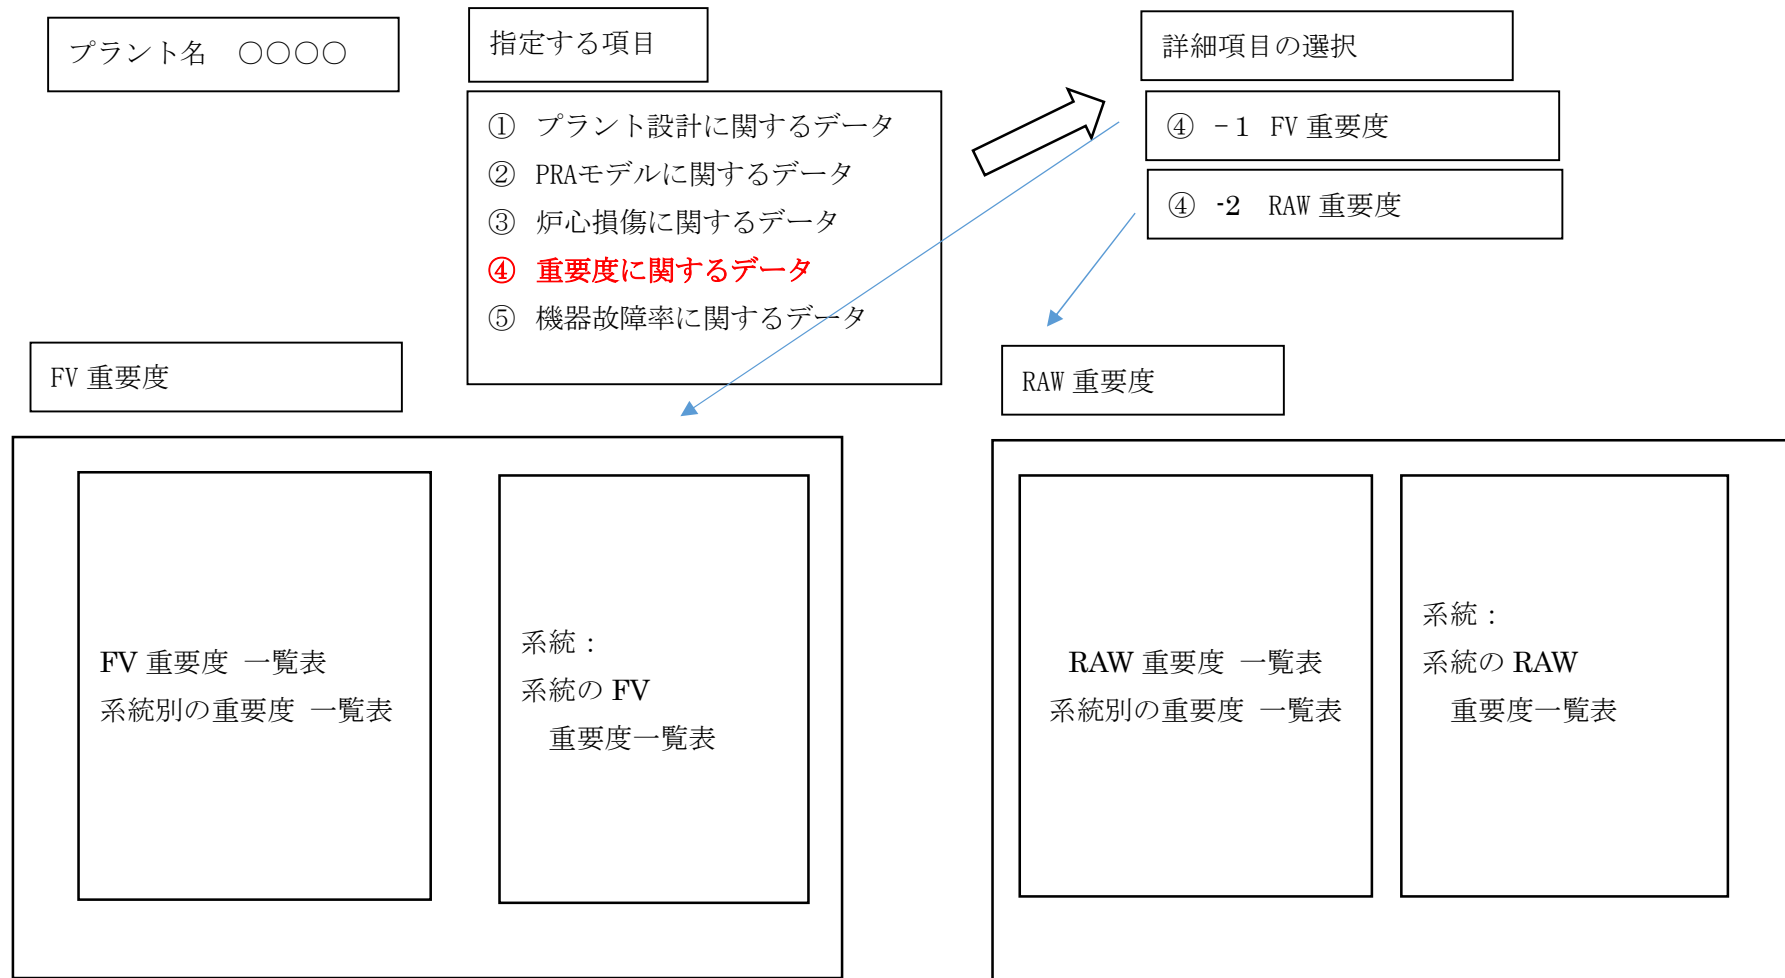 プラント名　○○○○
指定する項目
① プラント設計に関するデータ
② PRAモデルに関するデータ
③ 炉心損傷に関するデータ
④ 重要度に関するデータ
⑤ 機器故障率に関するデータ
詳細項目の選択
④ －１ FV 重要度
④ -2　RAW 重要度
FV 重要度
FV 重要度 一覧表
系統別の重要度 一覧表
系統：
系統の FV
重要度一覧表
RAW 重要度
RAW 重要度 一覧表
系統別の重要度 一覧表
系統：
系統の RAW
重要度一覧表